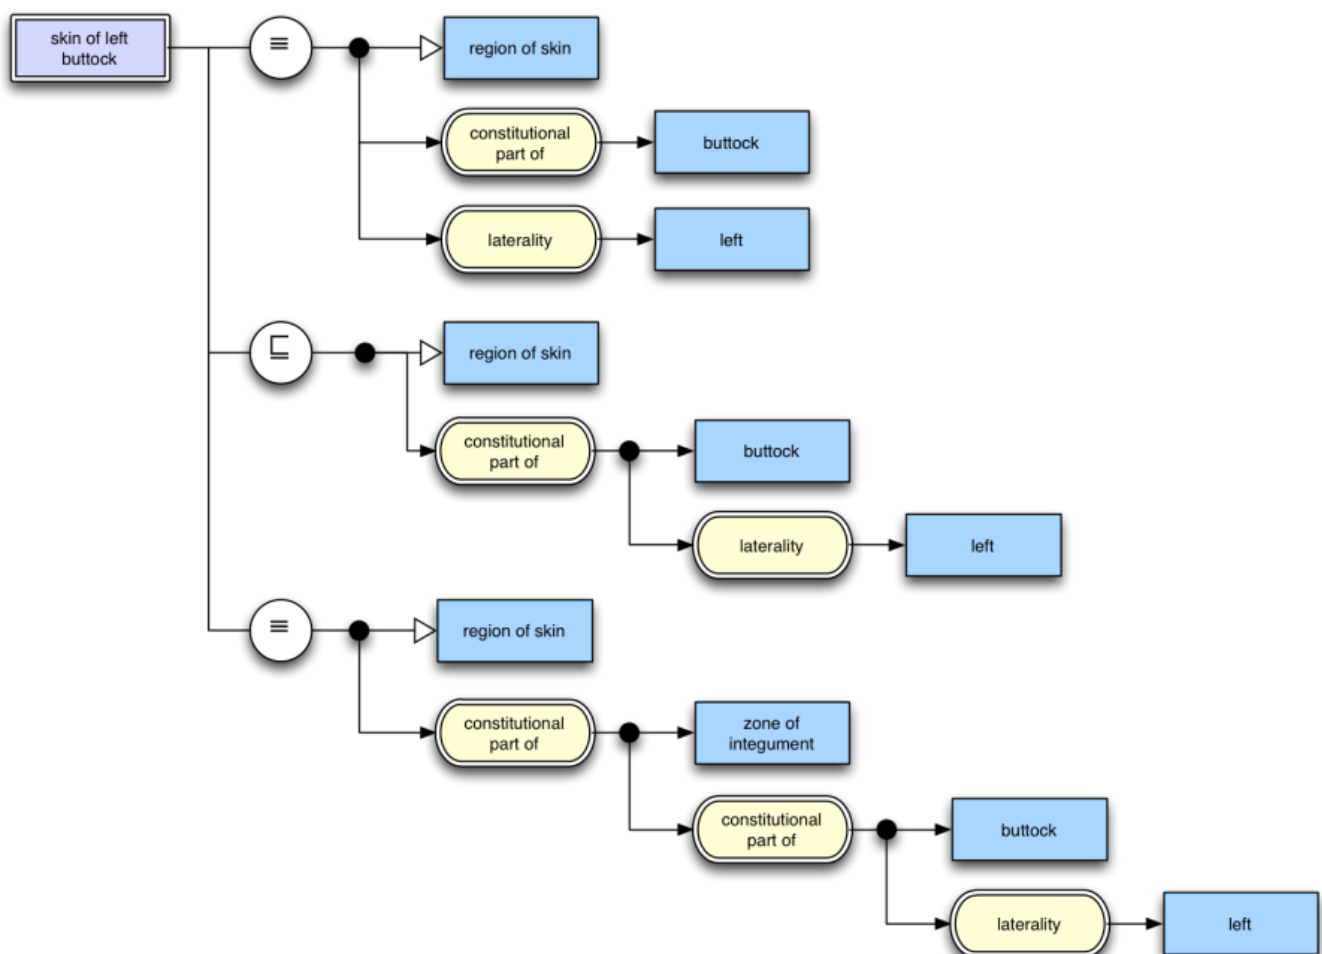 skin of left
buttock
≡
region of skin
constitutional
part of
buttock
laterality
left
⊑
region of skin
constitutional
part of
buttock
laterality
left
≡
region of skin
constitutional
part of
zone of
integument
constitutional
part of
buttock
laterality
left